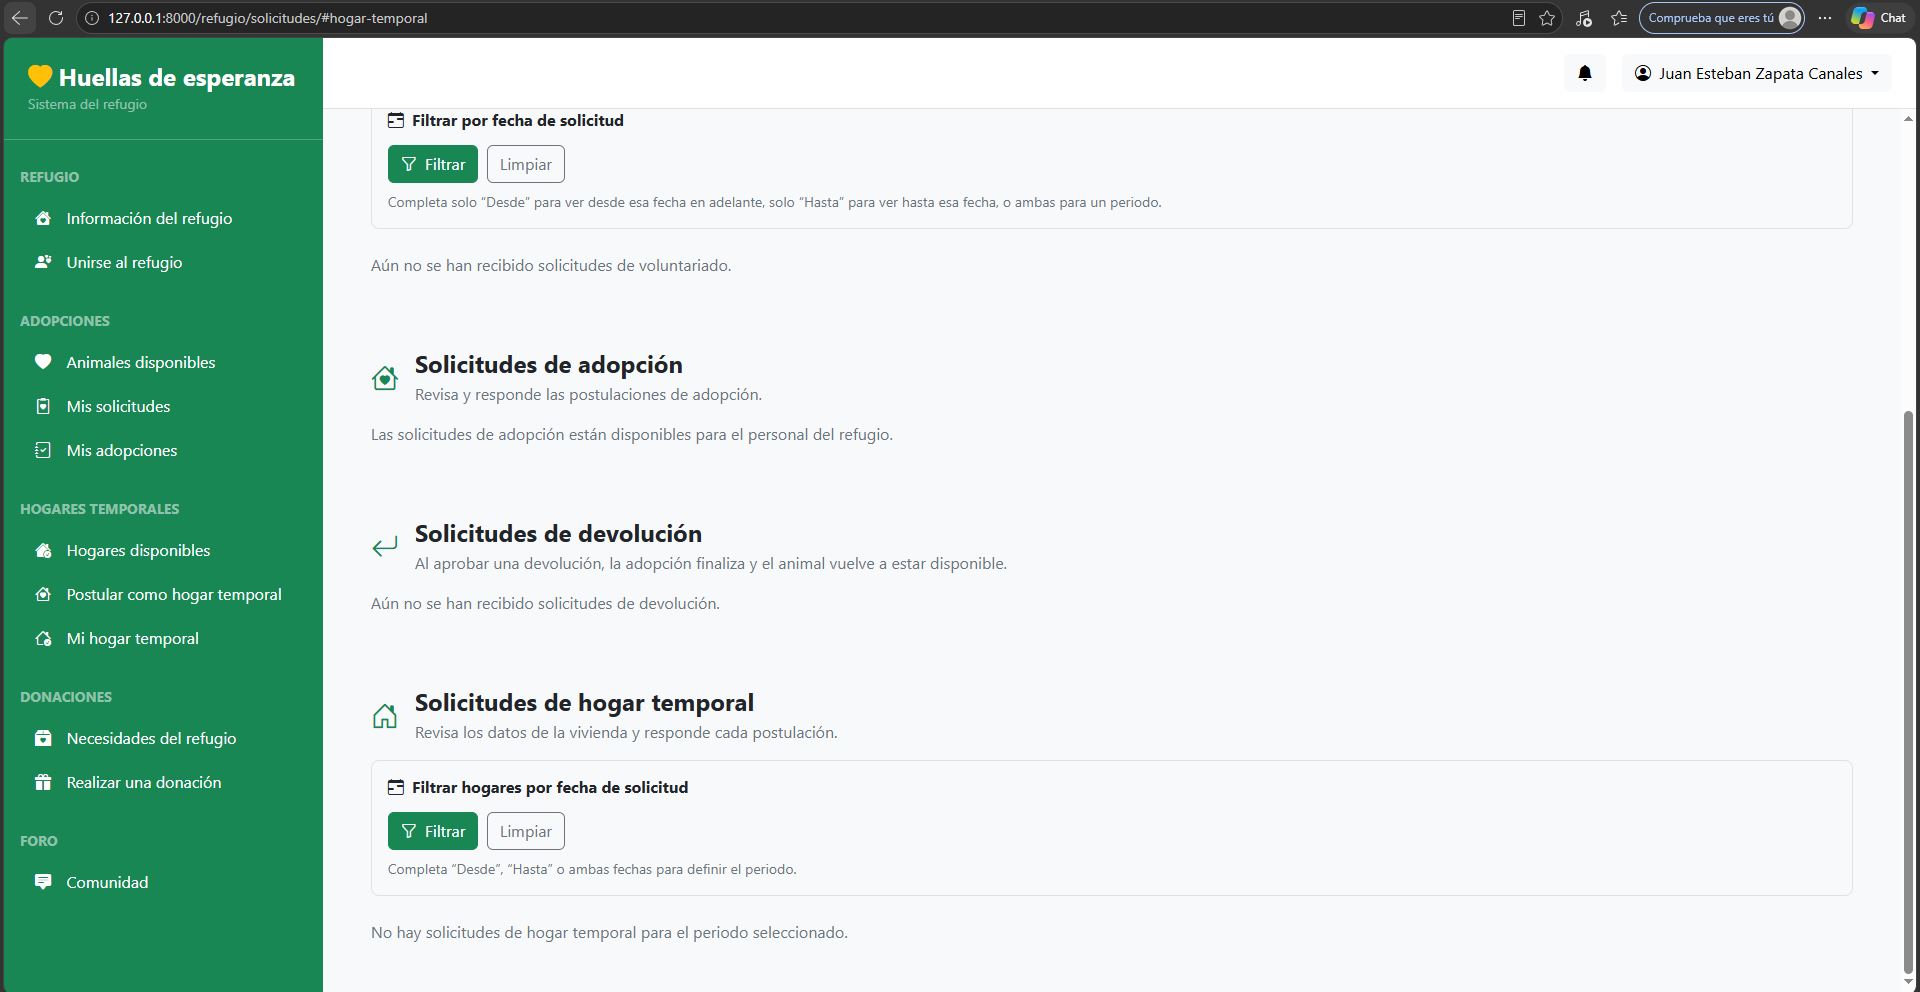 127.0.0.1:8000/refugio/solicitudes/#hogar-temporal
Comprueba que eres tú
Chat
Huellas de esperanza
Sistema del refugio
REFUGIO
Información del refugio
Unirse al refugio
ADOPCIONES
Animales disponibles
Mis solicitudes
Mis adopciones
HOGARES TEMPORALES
Hogares disponibles
Postular como hogar temporal
Mi hogar temporal
DONACIONES
Necesidades del refugio
Realizar una donación
FORO
Comunidad
Juan Esteban Zapata Canales
Filtrar por fecha de solicitud
Filtrar
Limpiar
Completa solo “Desde” para ver desde esa fecha en adelante, solo “Hasta” para ver hasta esa fecha, o ambas para un periodo.
Aún no se han recibido solicitudes de voluntariado.
Solicitudes de adopción
Revisa y responde las postulaciones de adopción.
Las solicitudes de adopción están disponibles para el personal del refugio.
Solicitudes de devolución
Al aprobar una devolución, la adopción finaliza y el animal vuelve a estar disponible.
Aún no se han recibido solicitudes de devolución.
Solicitudes de hogar temporal
Revisa los datos de la vivienda y responde cada postulación.
Filtrar hogares por fecha de solicitud
Filtrar
Limpiar
Completa “Desde”, “Hasta” o ambas fechas para definir el periodo.
No hay solicitudes de hogar temporal para el periodo seleccionado.